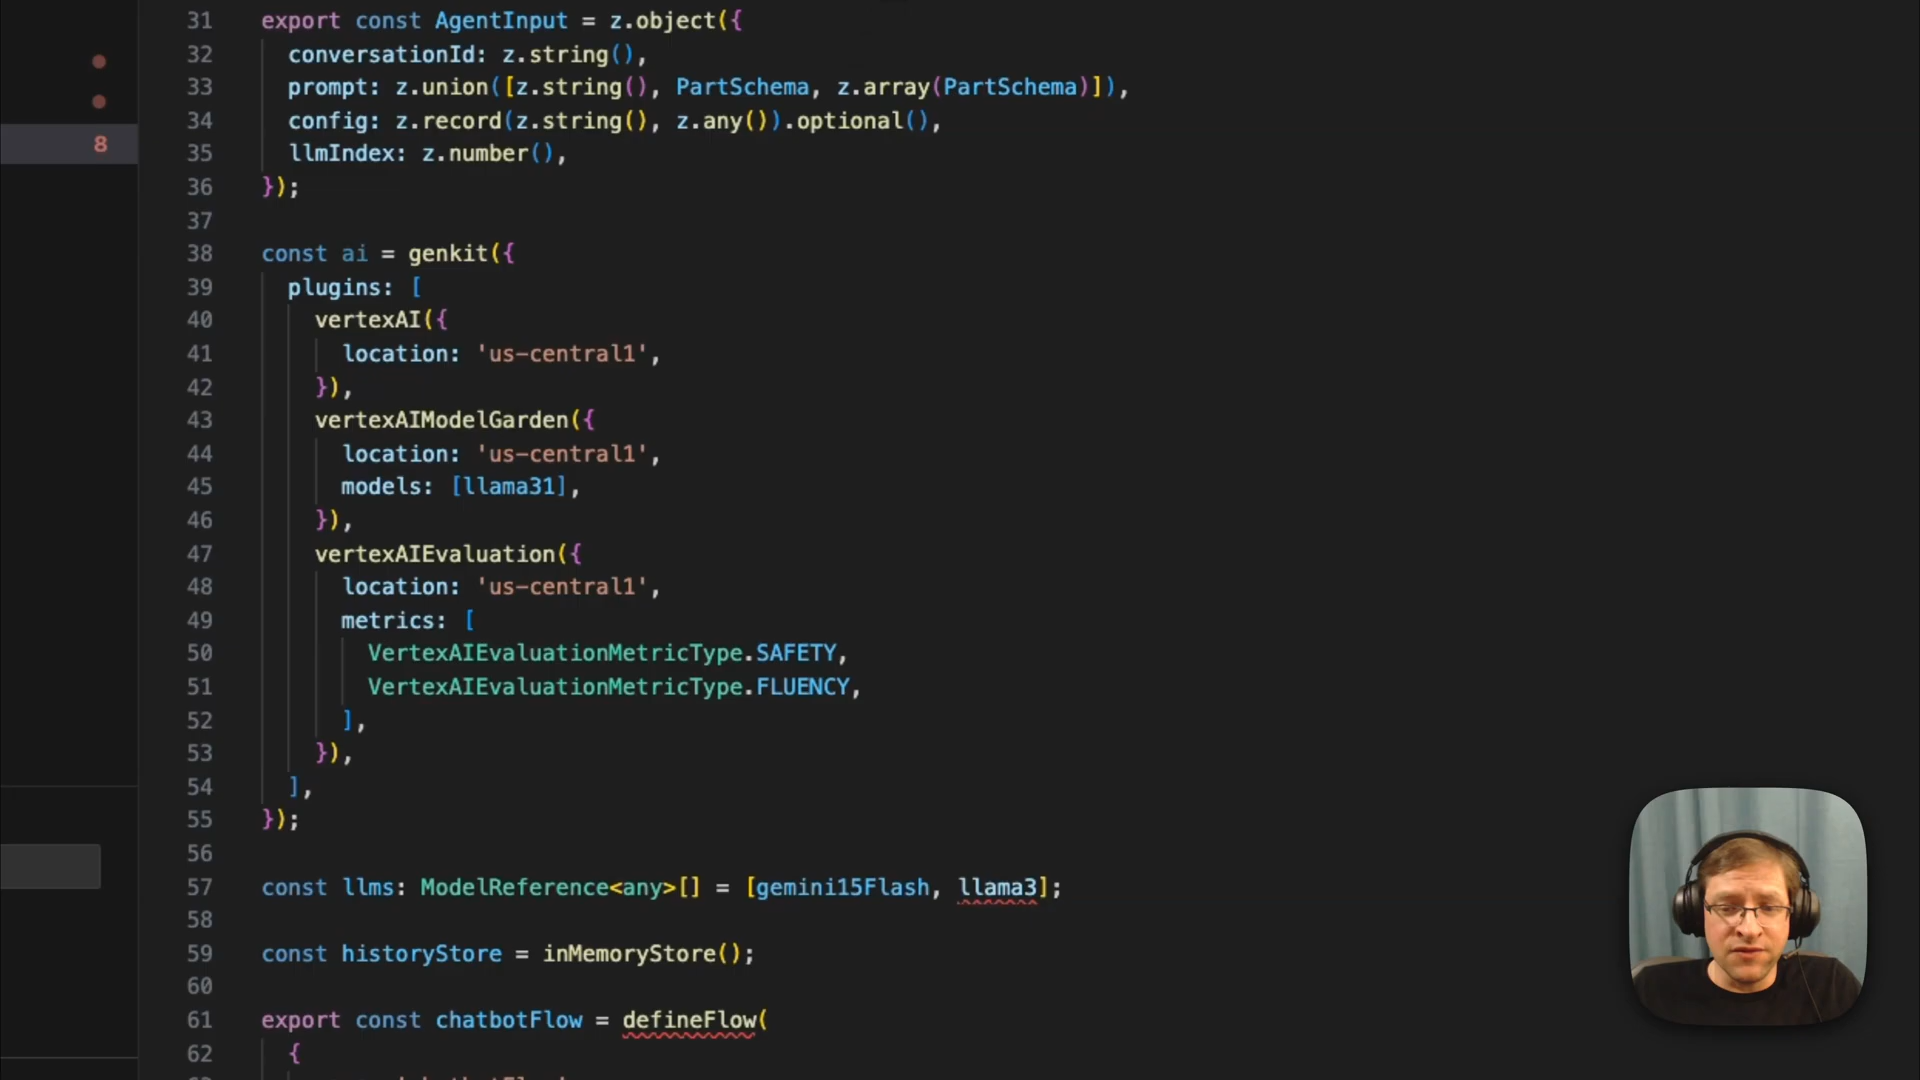 8
31 export const AgentInput = z.object({
32 conversationId: z.string(),
33 prompt: z.union([z.string(), PartSchema, z.array(PartSchema)]),
34 config: z.record(z.string(), z.any()).optional(),
35 llmIndex: z.number(),
36 });
37
38 const ai = genkit({
39 plugins: [
40 vertexAI({
41 location: 'us-central1',
42 }),
43 vertexAIModelGarden({
44 location: 'us-central1',
45 models: [llama31],
46 }),
47 vertexAIEvaluation({
48 location: 'us-central1',
49 metrics: [
50 VertexAIEvaluationMetricType.SAFETY,
51 VertexAIEvaluationMetricType.FLUENCY,
52 ],
53 }),
54 ],
55 });
56
57 const llms: ModelReference<any>[] = [gemini15Flash, llama3];
58
59 const historyStore = inMemoryStore();
60
61 export const chatbotFlow = defineFlow(
62 {